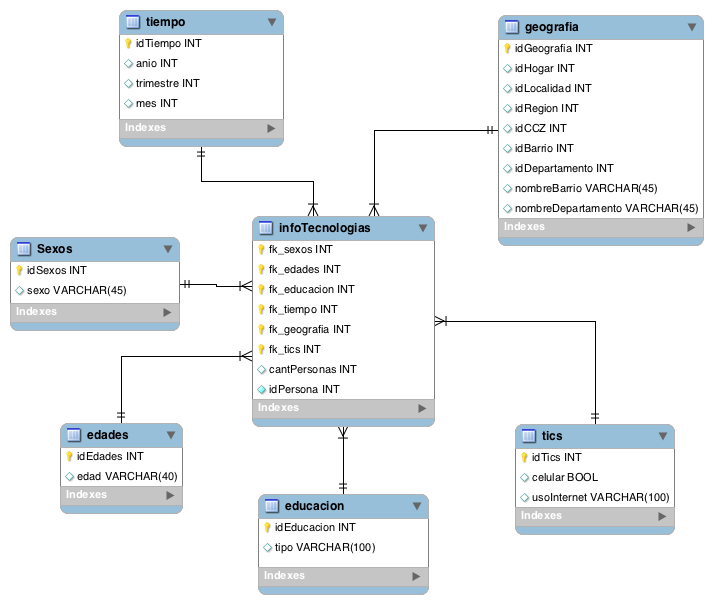 tiempo
idTiempo INT
anio INT
trimestre INT
mes INT
Indexes
geografia
idGeografia INT
idHogar INT
idLocalidad INT
idRegion INT
idCCZ INT
idBarrio INT
idDepartamento INT
nombreBarrio VARCHAR(45)
nombreDepartamento VARCHAR(45)
Indexes
Sexos
idSexos INT
sexo VARCHAR(45)
Indexes
infoTecnologias
fk_sexos INT
fk_edades INT
fk_educacion INT
fk_tiempo INT
fk_geografia INT
fk_tics INT
cantPersonas INT
idPersona INT
Indexes
edades
idEdades INT
edad VARCHAR(40)
Indexes
educacion
idEducacion INT
tipo VARCHAR(100)
Indexes
tics
idTics INT
celular BOOL
usoInternet VARCHAR(100)
Indexes